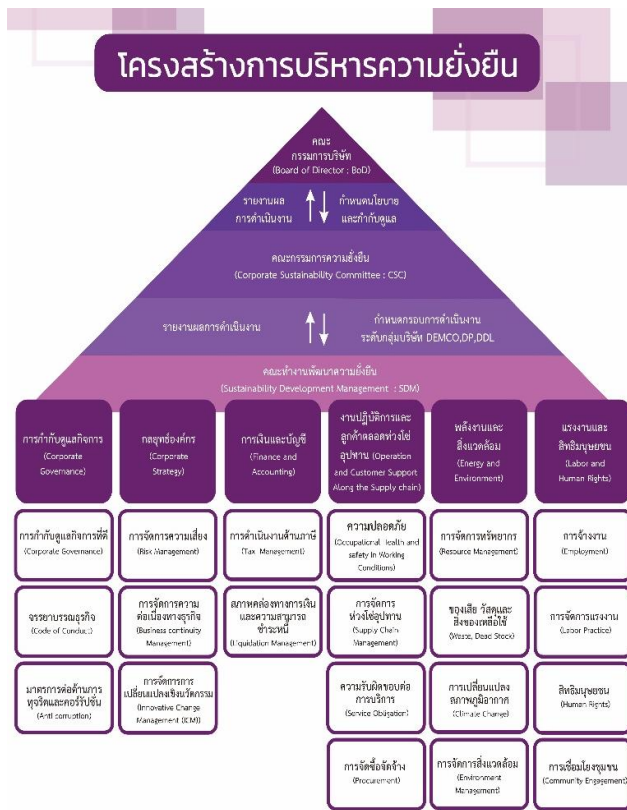 โครงสร้างการบริหารความยั่งยืน
คณะ
กรรมการบริษัท
(Board of Director : BoD)
รายงานผล
การดำเนินงาน
กำหนดนโยบาย
และกำกับดูแล
คณะกรรมการความยั่งยืน
(Corporate Sustainability Committee : CSC)
รายงานผลการดำเนินงาน
กำหนดกรอบการดำเนินงาน
ระดับกลุ่มบริษัท DEMCO,DP,DDL
คณะทำงานพัฒนาความยั่งยืน
(Sustainability Development Management : SDM)
การกำกับดูแลกิจการ
(Corporate
Governance)
กลยุทธ์องค์กร
(Corporate
Strategy)
การเงินและบัญชี
(Finance and
Accounting)
งานปฏิบัติการและ
ลูกค้าตลอดห่วงโซ่
อุปทาน (Operation
and Customer Support
Along the Supply chain)
พลังงานและ
สิ่งแวดล้อม
(Energy and
Environment)
แรงงานและ
สิทธิมนุษยชน
(Labor and
Human Rights)
การกำกับดูแลกิจการที่ดี
(Corporate Governance)
การจัดการความเสี่ยง
(Risk Management)
การดำเนินงานด้านภาษี
(Tax Management)
ความปลอดภัย
(Occupational Health and
safety In Working
Conditions)
การจัดการทรัพยากร
(Resource Management)
การจ้างงาน
(Employment)
จรรยาบรรณธุรกิจ
(Code of Conduct)
การจัดการความ
ต่อเนื่องทางธุรกิจ
(Business continuity
Management)
สภาพคล่องทางการเงิน
และความสามารถ
ชำระหนี้
(Liquidation Management)
การจัดการ
ห่วงโซ่อุปทาน
(Supply Chain
Management)
ของเสีย วัสดุและ
สิ่งของเหลือใช้
(Waste, Dead Stock)
การจัดการแรงงาน
(Labor Practice)
มาตรการต่อต้านการ
ทุจริตและคอร์รัปชั่น
(Anti corruption)
การจัดการการ
เปลี่ยนแปลงเชิงนวัตกรรม
(Innovative Change
Management (ICM))
ความรับผิดชอบต่อ
การบริการ
(Service Obligation)
การเปลี่ยนแปลง
สภาพภูมิอากาศ
(Climate Change)
สิทธิมนุษยชน
(Human Rights)
การจัดซื้อจัดจ้าง
(Procurement)
การจัดการสิ่งแวดล้อม
(Environment
Management)
การเชื่อมโยงชุมชน
(Community Engagement)